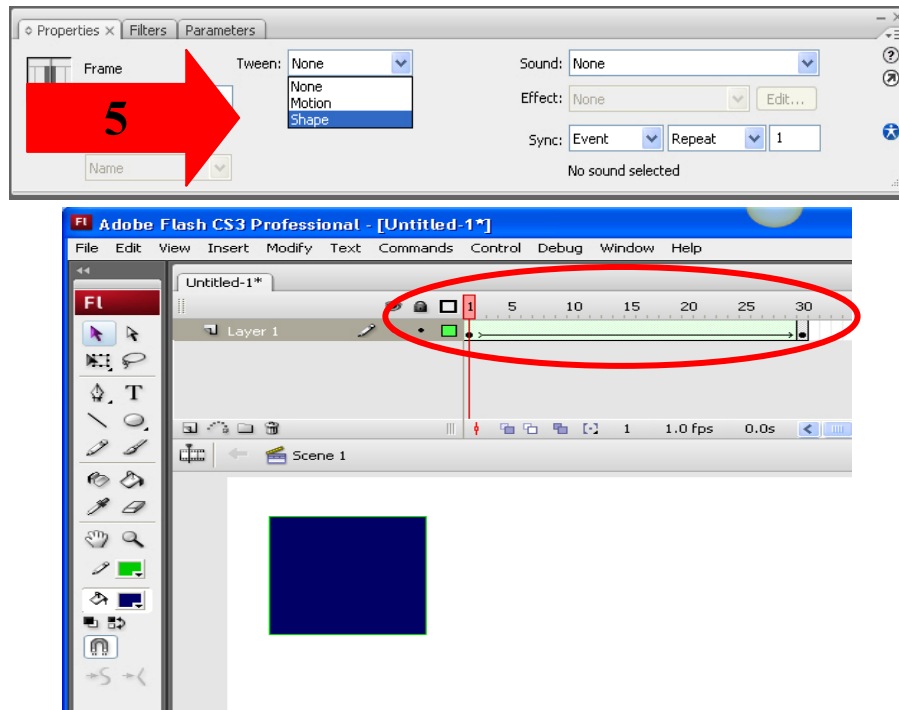 Properties × Filters Parameters
Frame Tween: None Sound: None
None
Motion
Shape
Effect: None Edit...
5
Sync: Event Repeat 1
Name No sound selected
Fl Adobe Flash CS3 Professional - [Untitled-1*]
File Edit View Insert Modify Text Commands Control Debug Window Help
Untitled-1*
Fl
1 5 10 15 20 25 30
Layer 1
T
1 1.0 fps 0.0s
Scene 1